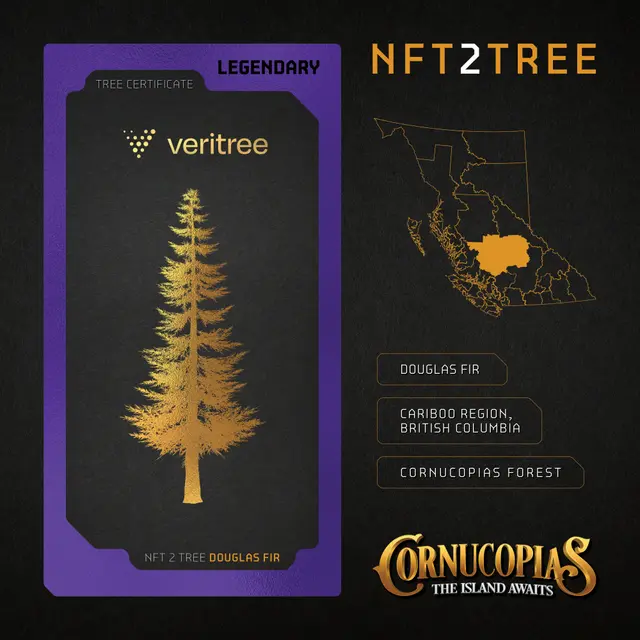 LEGENDARY
TREE CERTIFICATE
veritree
NFT 2 TREE DOUGLAS FIR
NFT2TREE
DOUGLAS FIR
CARIBOO REGION,
BRITISH COLUMBIA
CORNUCOPIAS FOREST
CORNUCOPIAS
THE ISLAND AWAITS